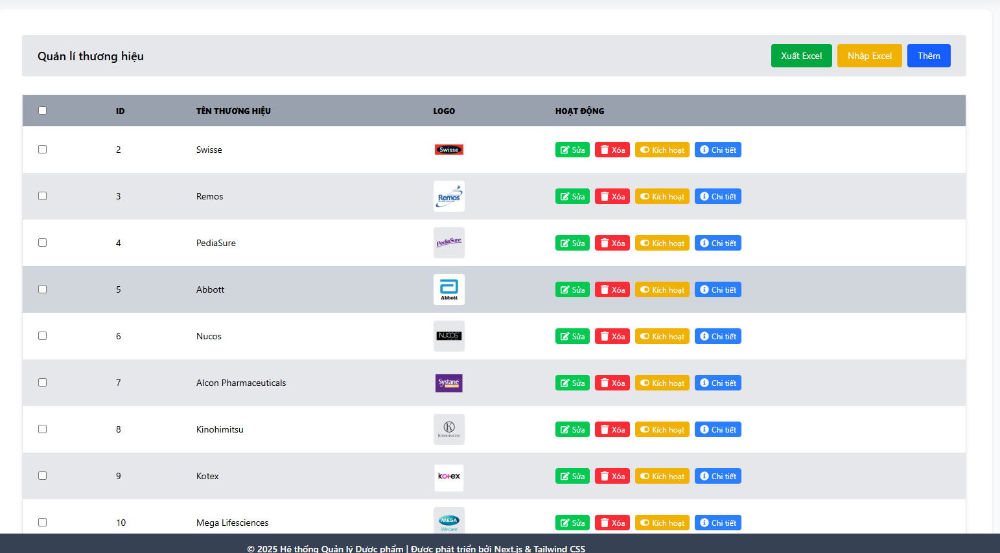 Quản lí thương hiệu Xuất Excel Nhập Excel Thêm
ID TÊN THƯƠNG HIỆU LOGO HOẠT ĐỘNG
2 Swisse Swisse Sửa Xóa Kích hoạt Chi tiết
3 Remos Remos Sửa Xóa Kích hoạt Chi tiết
4 PediaSure PediaSure Sửa Xóa Kích hoạt Chi tiết
5 Abbott Abbott Sửa Xóa Kích hoạt Chi tiết
6 Nucos NUCOS Sửa Xóa Kích hoạt Chi tiết
7 Alcon Pharmaceuticals Systane Sửa Xóa Kích hoạt Chi tiết
8 Kinohimitsu K KINOHIMITSU Sửa Xóa Kích hoạt Chi tiết
9 Kotex kotex Sửa Xóa Kích hoạt Chi tiết
10 Mega Lifesciences MEGA We care Sửa Xóa Kích hoạt Chi tiết
© 2025 Hệ thống Quản lý Dược phẩm | Được phát triển bởi Next.js & Tailwind CSS